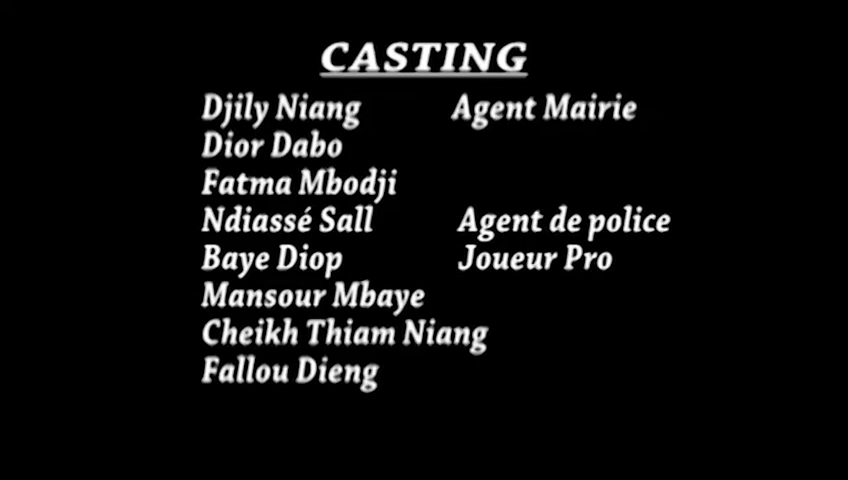 CASTING
Djily Niang Agent Mairie
Dior Dabo
Fatma Mbodji
Ndiassé Sall Agent de police
Baye Diop Joueur Pro
Mansour Mbaye
Cheikh Thiam Niang
Fallou Dieng